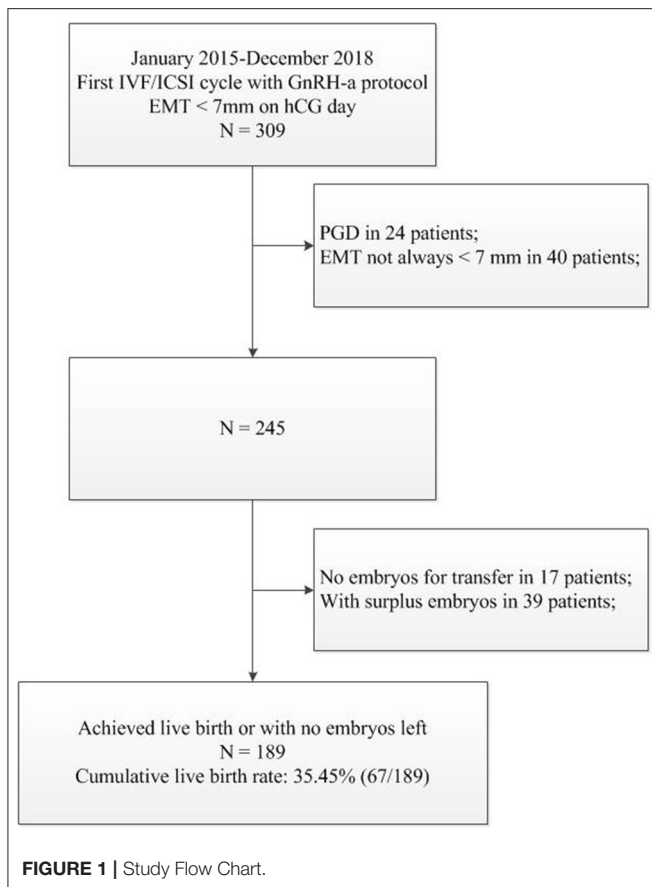 January 2015-December 2018
First IVF/ICSI cycle with GnRH-a protocol
EMT < 7mm on hCG day
N = 309
PGD in 24 patients;
EMT not always < 7 mm in 40 patients;
N = 245
No embryos for transfer in 17 patients;
With surplus embryos in 39 patients;
Achieved live birth or with no embryos left
N = 189
Cumulative live birth rate: 35.45% (67/189)
FIGURE 1 | Study Flow Chart.